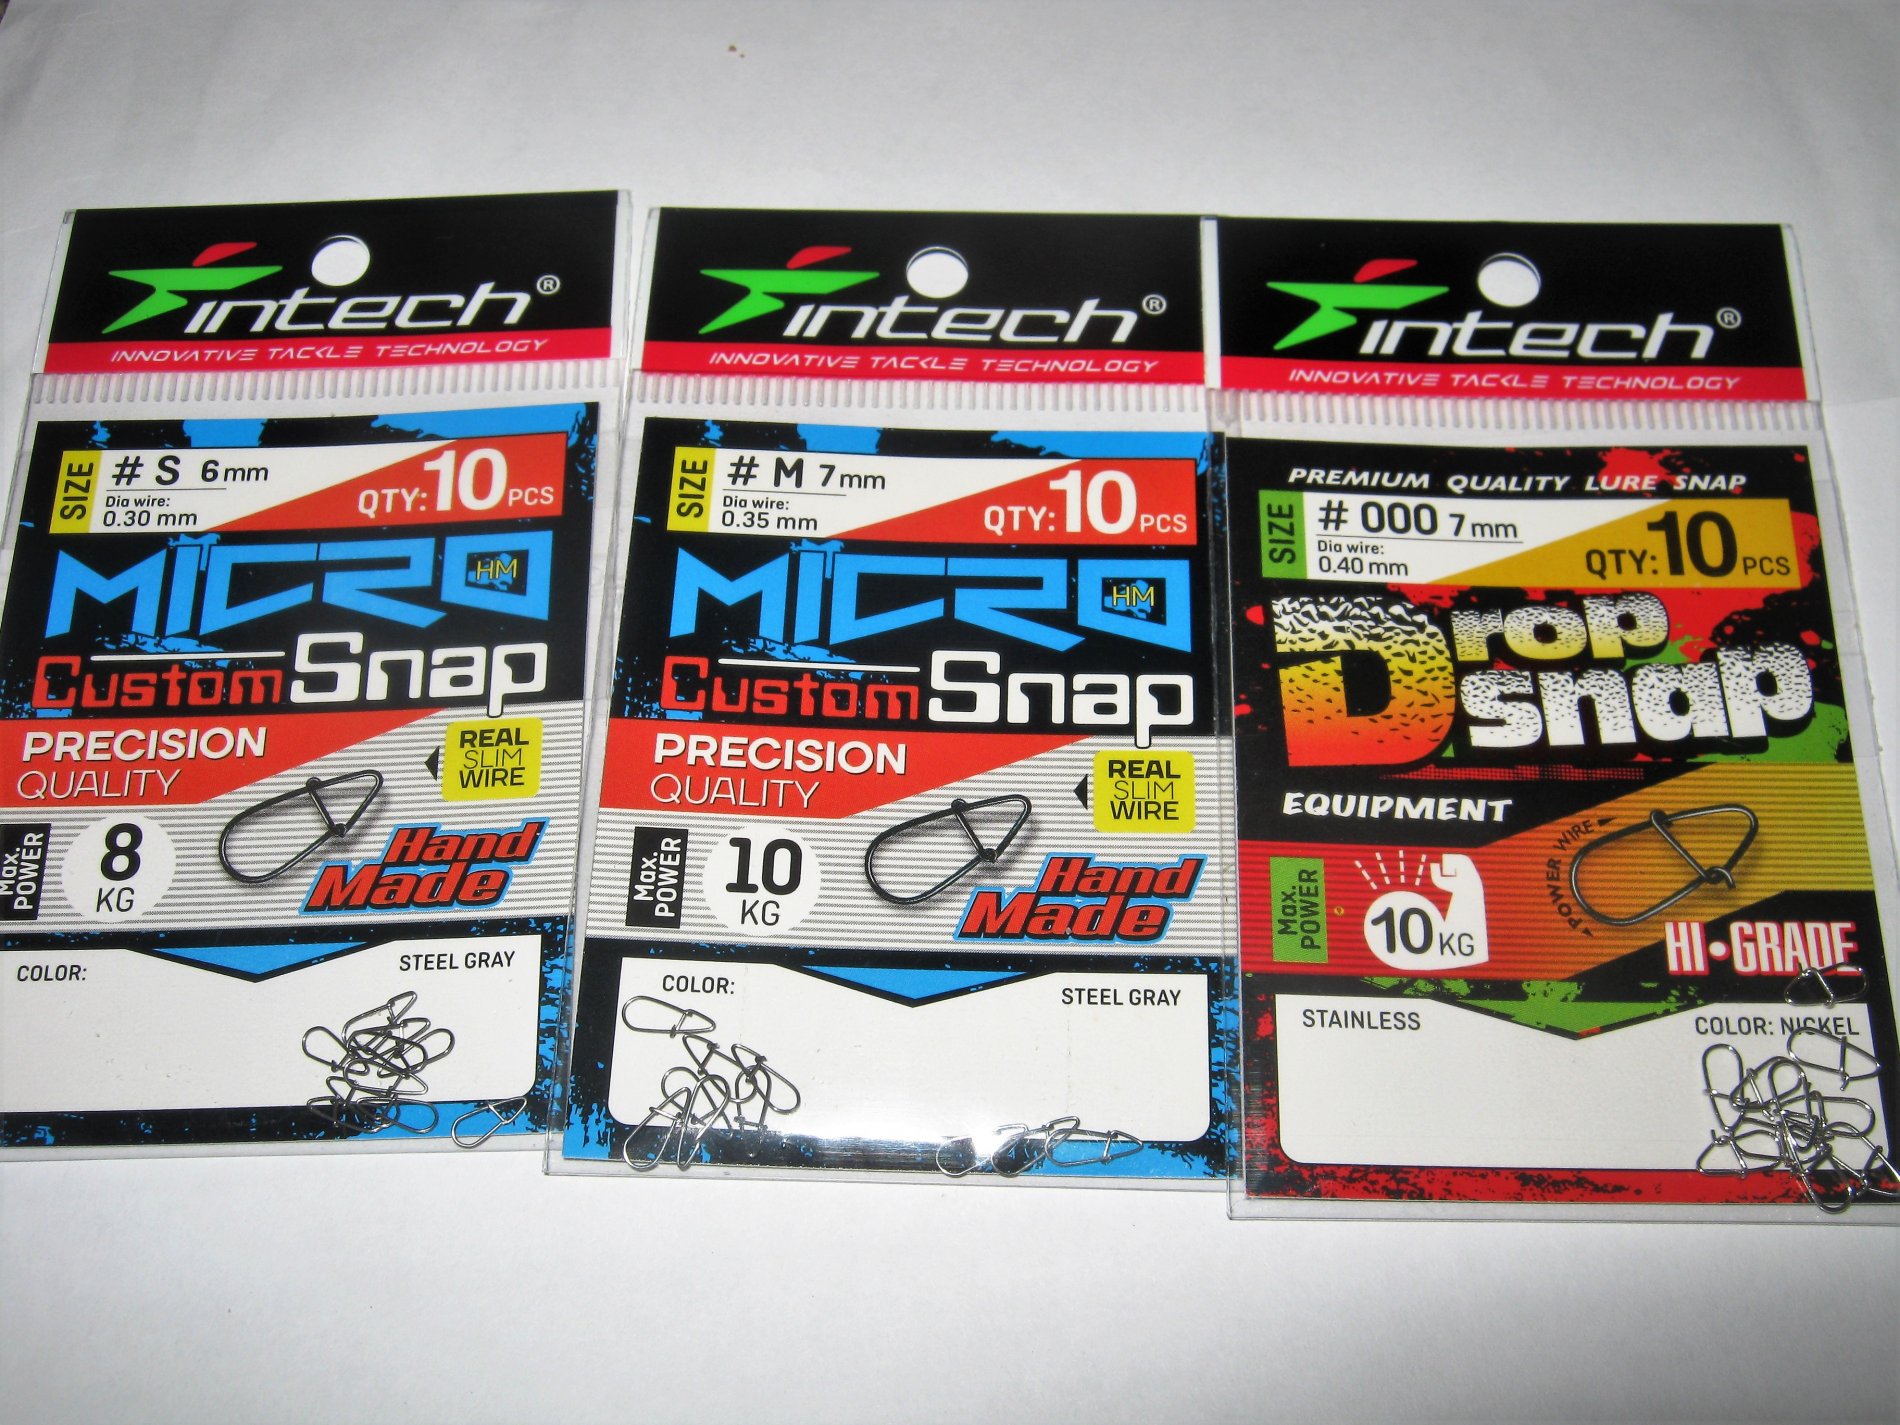 Fintech®
INNOVATIVE TACKLE TECHNOLOGY
SIZE
# S 6mm
Dia wire:
0.30 mm
QTY: 10 PCS
MICRO
HM
Custom Snap
PRECISION
QUALITY
REAL
SLIM
WIRE
Max.
POWER
8
KG
Hand
Made
COLOR:
STEEL GRAY
Fintech®
INNOVATIVE TACKLE TECHNOLOGY
SIZE
# M 7mm
Dia wire:
0.35 mm
QTY: 10 PCS
MICRO
HM
Custom Snap
PRECISION
QUALITY
REAL
SLIM
WIRE
Max.
POWER
10
KG
Hand
Made
COLOR:
STEEL GRAY
Fintech®
INNOVATIVE TACKLE TECHNOLOGY
PREMIUM QUALITY LURE SNAP
SIZE
# 000 7mm
Dia wire:
0.40 mm
QTY: 10 PCS
Drop
snap
EQUIPMENT
POWER WIRE
Max.
POWER
10 KG
HI•GRADE
STAINLESS
COLOR: NICKEL